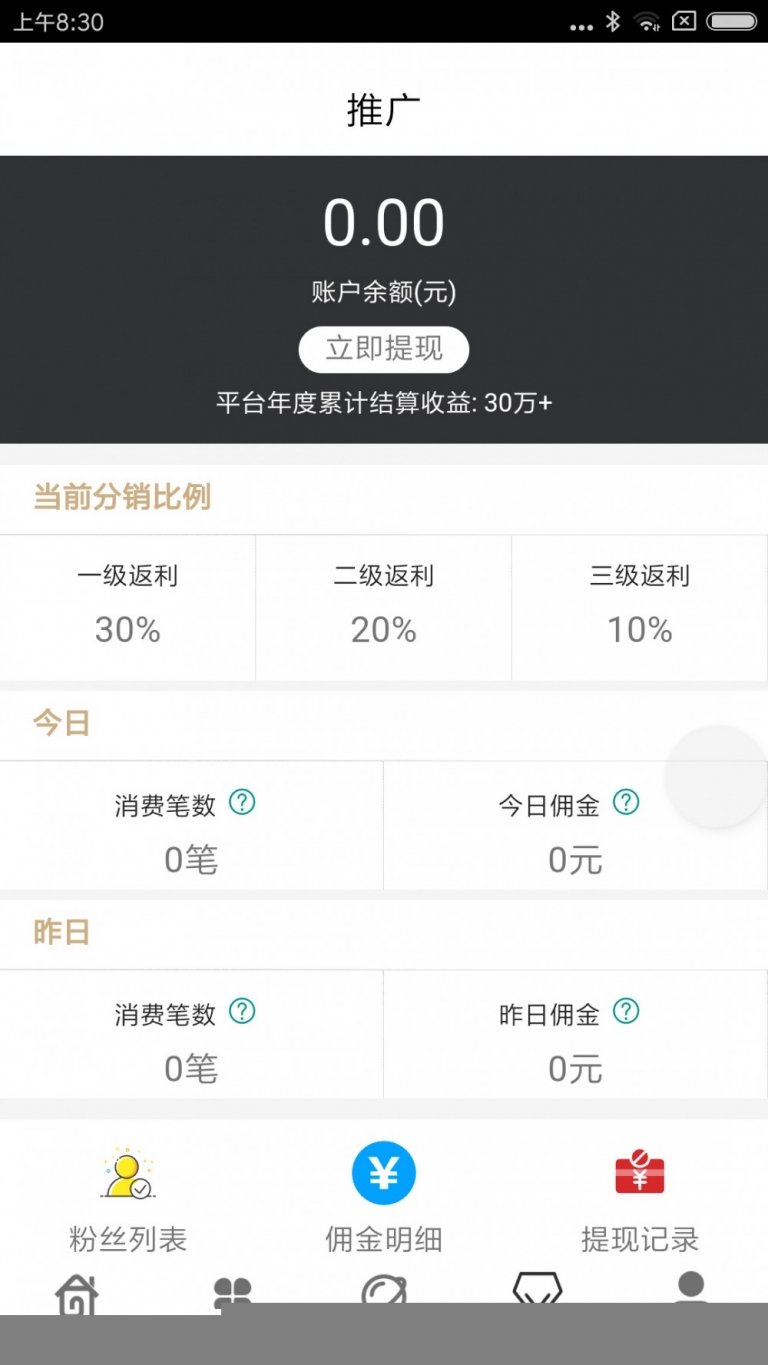 上午8:30
推广
0.00
账户余额(元)
立即提现
平台年度累计结算收益: 30万+
当前分销比例
一级返利 二级返利 三级返利
30% 20% 10%
今日
消费笔数 ? 今日佣金 ?
0笔 0元
昨日
消费笔数 ? 昨日佣金 ?
0笔 0元
¥ ¥
粉丝列表 佣金明细 提现记录